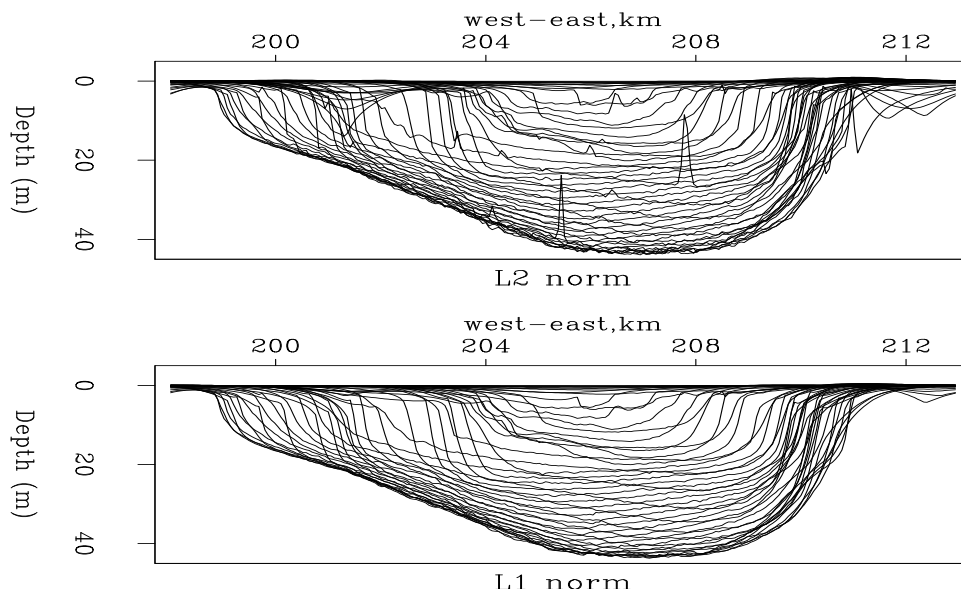 west-east,km
200 204 208 212
Depth (m)
0
20
40
L2 norm
west-east,km
200 204 208 212
Depth (m)
0
20
40
L1 norm